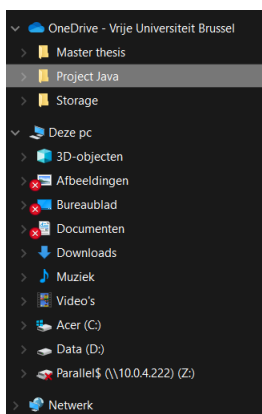 OneDrive - Vrije Universiteit Brussel
Master thesis
Project Java
Storage
Deze pc
3D-objecten
Afbeeldingen
Bureaublad
Documenten
Downloads
Muziek
Video's
Acer (C:)
Data (D:)
Parallel$ (\\10.0.4.222) (Z:)
Netwerk